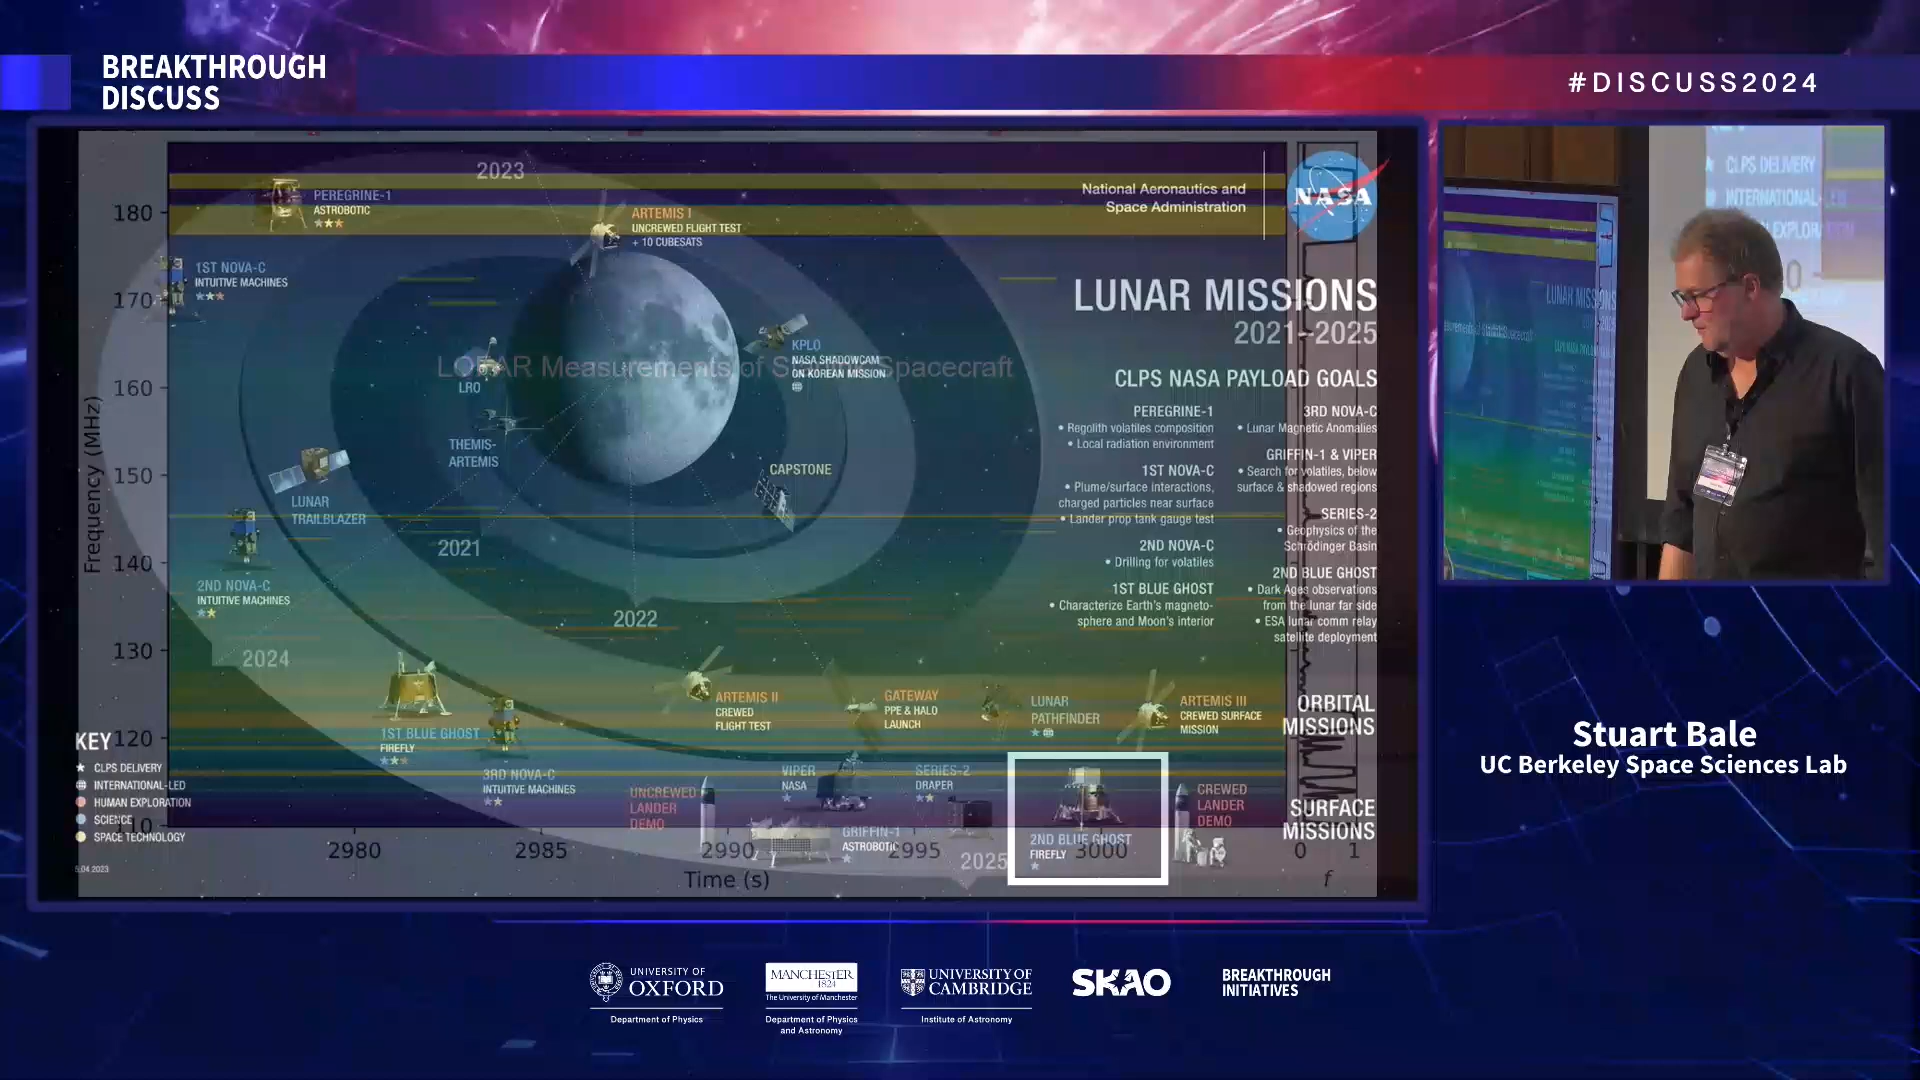 BREAKTHROUGH
DISCUSS
#DISCUSS2024
2023
PEREGRINE-1
ASTROBOTIC
ARTEMIS I
UNCREWED FLIGHT TEST
+ 10 CUBESATS
National Aeronautics and
Space Administration
NASA
1ST NOVA-C
INTUITIVE MACHINES
LUNAR MISSIONS
2021-2025
KPLO
NASA SHADOWCAM
ON KOREAN MISSION
LRO
THEMIS-
ARTEMIS
CAPSTONE
LUNAR
TRAILBLAZER
2021
2ND NOVA-C
INTUITIVE MACHINES
2022
2024
CLPS NASA PAYLOAD GOALS
PEREGRINE-1
• Regolith volatiles composition
• Local radiation environment
1ST NOVA-C
• Plume/surface interactions,
charged particles near surface
• Lander prop tank gauge test
2ND NOVA-C
• Drilling for volatiles
1ST BLUE GHOST
• Characterize Earth's magneto-
sphere and Moon's interior
3RD NOVA-C
• Lunar Magnetic Anomalies
GRIFFIN-1 & VIPER
• Search for volatiles, below
surface & shadowed regions
SERIES-2
• Geophysics of the
Schrödinger Basin
2ND BLUE GHOST
• Dark Ages observations
from the lunar far side
• ESA lunar comm relay
satellite deployment
1ST BLUE GHOST
FIREFLY
3RD NOVA-C
INTUITIVE MACHINES
ARTEMIS II
CREWED
FLIGHT TEST
GATEWAY
PPE & HALO
LAUNCH
LUNAR
PATHFINDER
ARTEMIS III
CREWED SURFACE
MISSION
ORBITAL
MISSIONS
UNCREWED
LANDER
DEMO
VIPER
NASA
GRIFFIN-1
ASTROBOTIC
SERIES-2
DRAPER
2025
2ND BLUE GHOST
FIREFLY
CREWED
LANDER
DEMO
SURFACE
MISSIONS
KEY
CLPS DELIVERY
INTERNATIONAL-LED
HUMAN EXPLORATION
SCIENCE
SPACE TECHNOLOGY
Frequency (MHz)
180
170
160
150
140
130
120
110
2980
2985
2990
2995
3000
0
1
Time (s)
f
CLPS DELIVERY
LUNAR MISS
Stuart Bale
UC Berkeley Space Sciences Lab
UNIVERSITY OF
OXFORD
Department of Physics
MANCHESTER
1824
The University of Manchester
Department of Physics
and Astronomy
UNIVERSITY OF
CAMBRIDGE
Institute of Astronomy
SKAO
BREAKTHROUGH
INITIATIVES